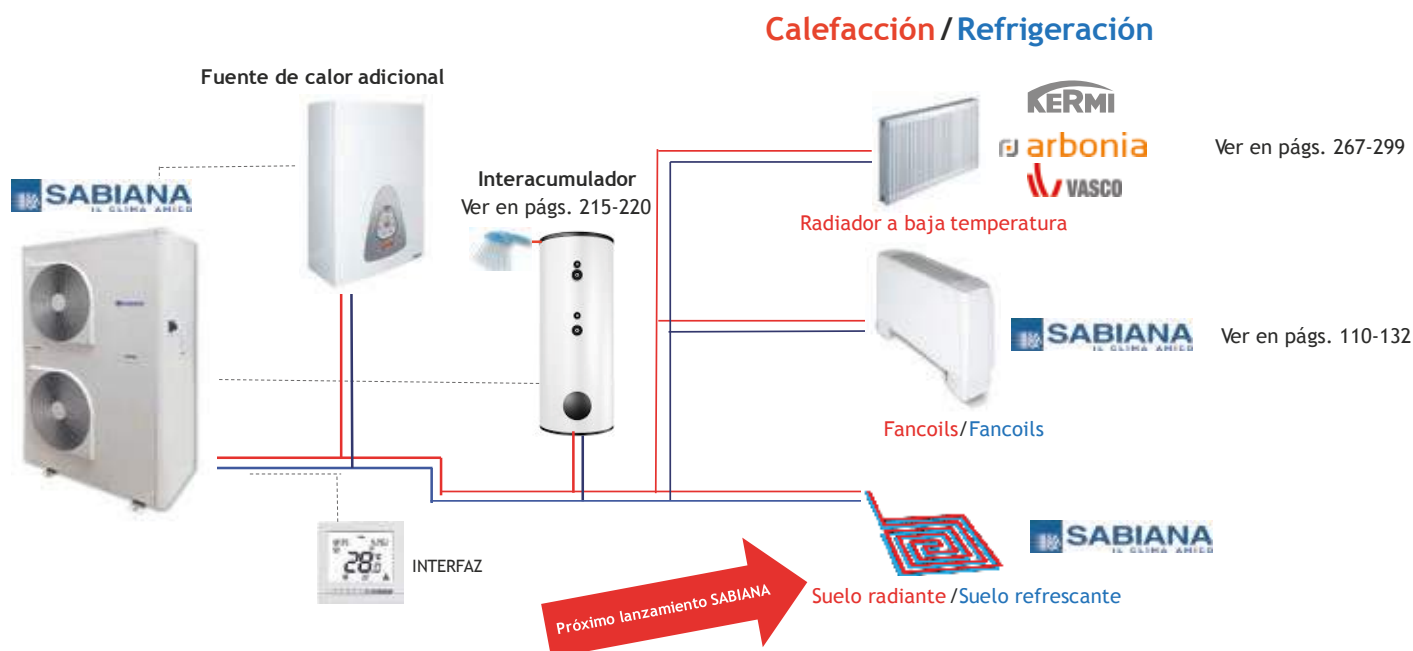 Calefacción/Refrigeración
Fuente de calor adicional
KERMI
arbonia
VASCO
Ver en págs. 267-299
SABIANA
IL CLIMA AMICO
Interacumulador
Ver en págs. 215-220
Radiador a baja temperatura
SABIANA
IL CLIMA AMICO
Ver en págs. 110-132
Fancoils/Fancoils
SABIANA
IL CLIMA AMICO
28
INTERFAZ
Próximo lanzamiento SABIANA
Suelo radiante/Suelo refrescante